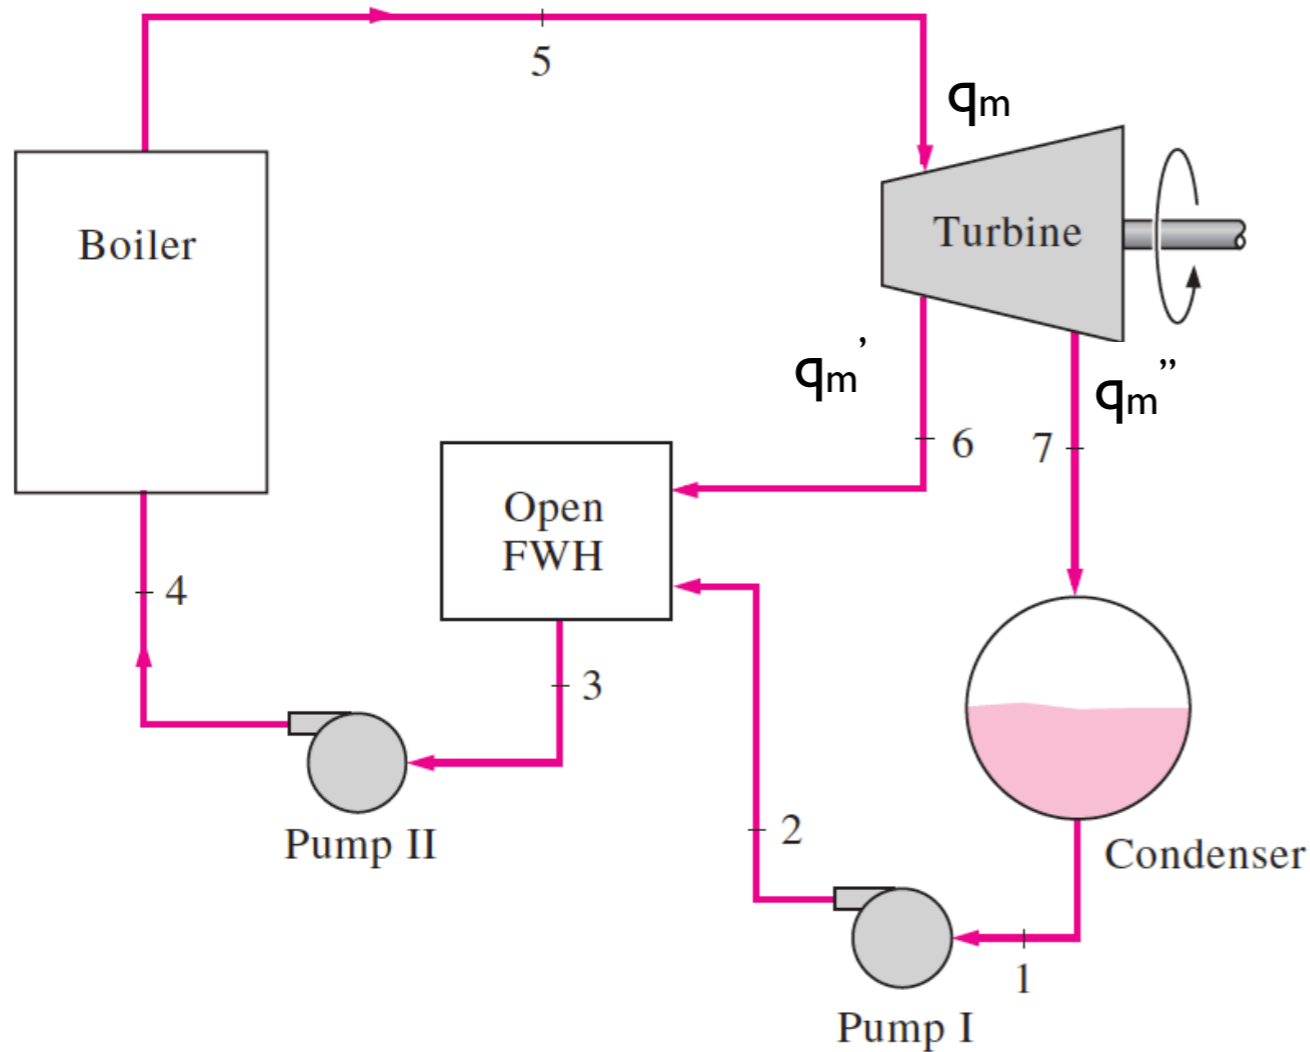 5
qm
Boiler
Turbine
qm’
qm”
6
7
Open
FWH
4
3
2
Pump II
Condenser
1
Pump I